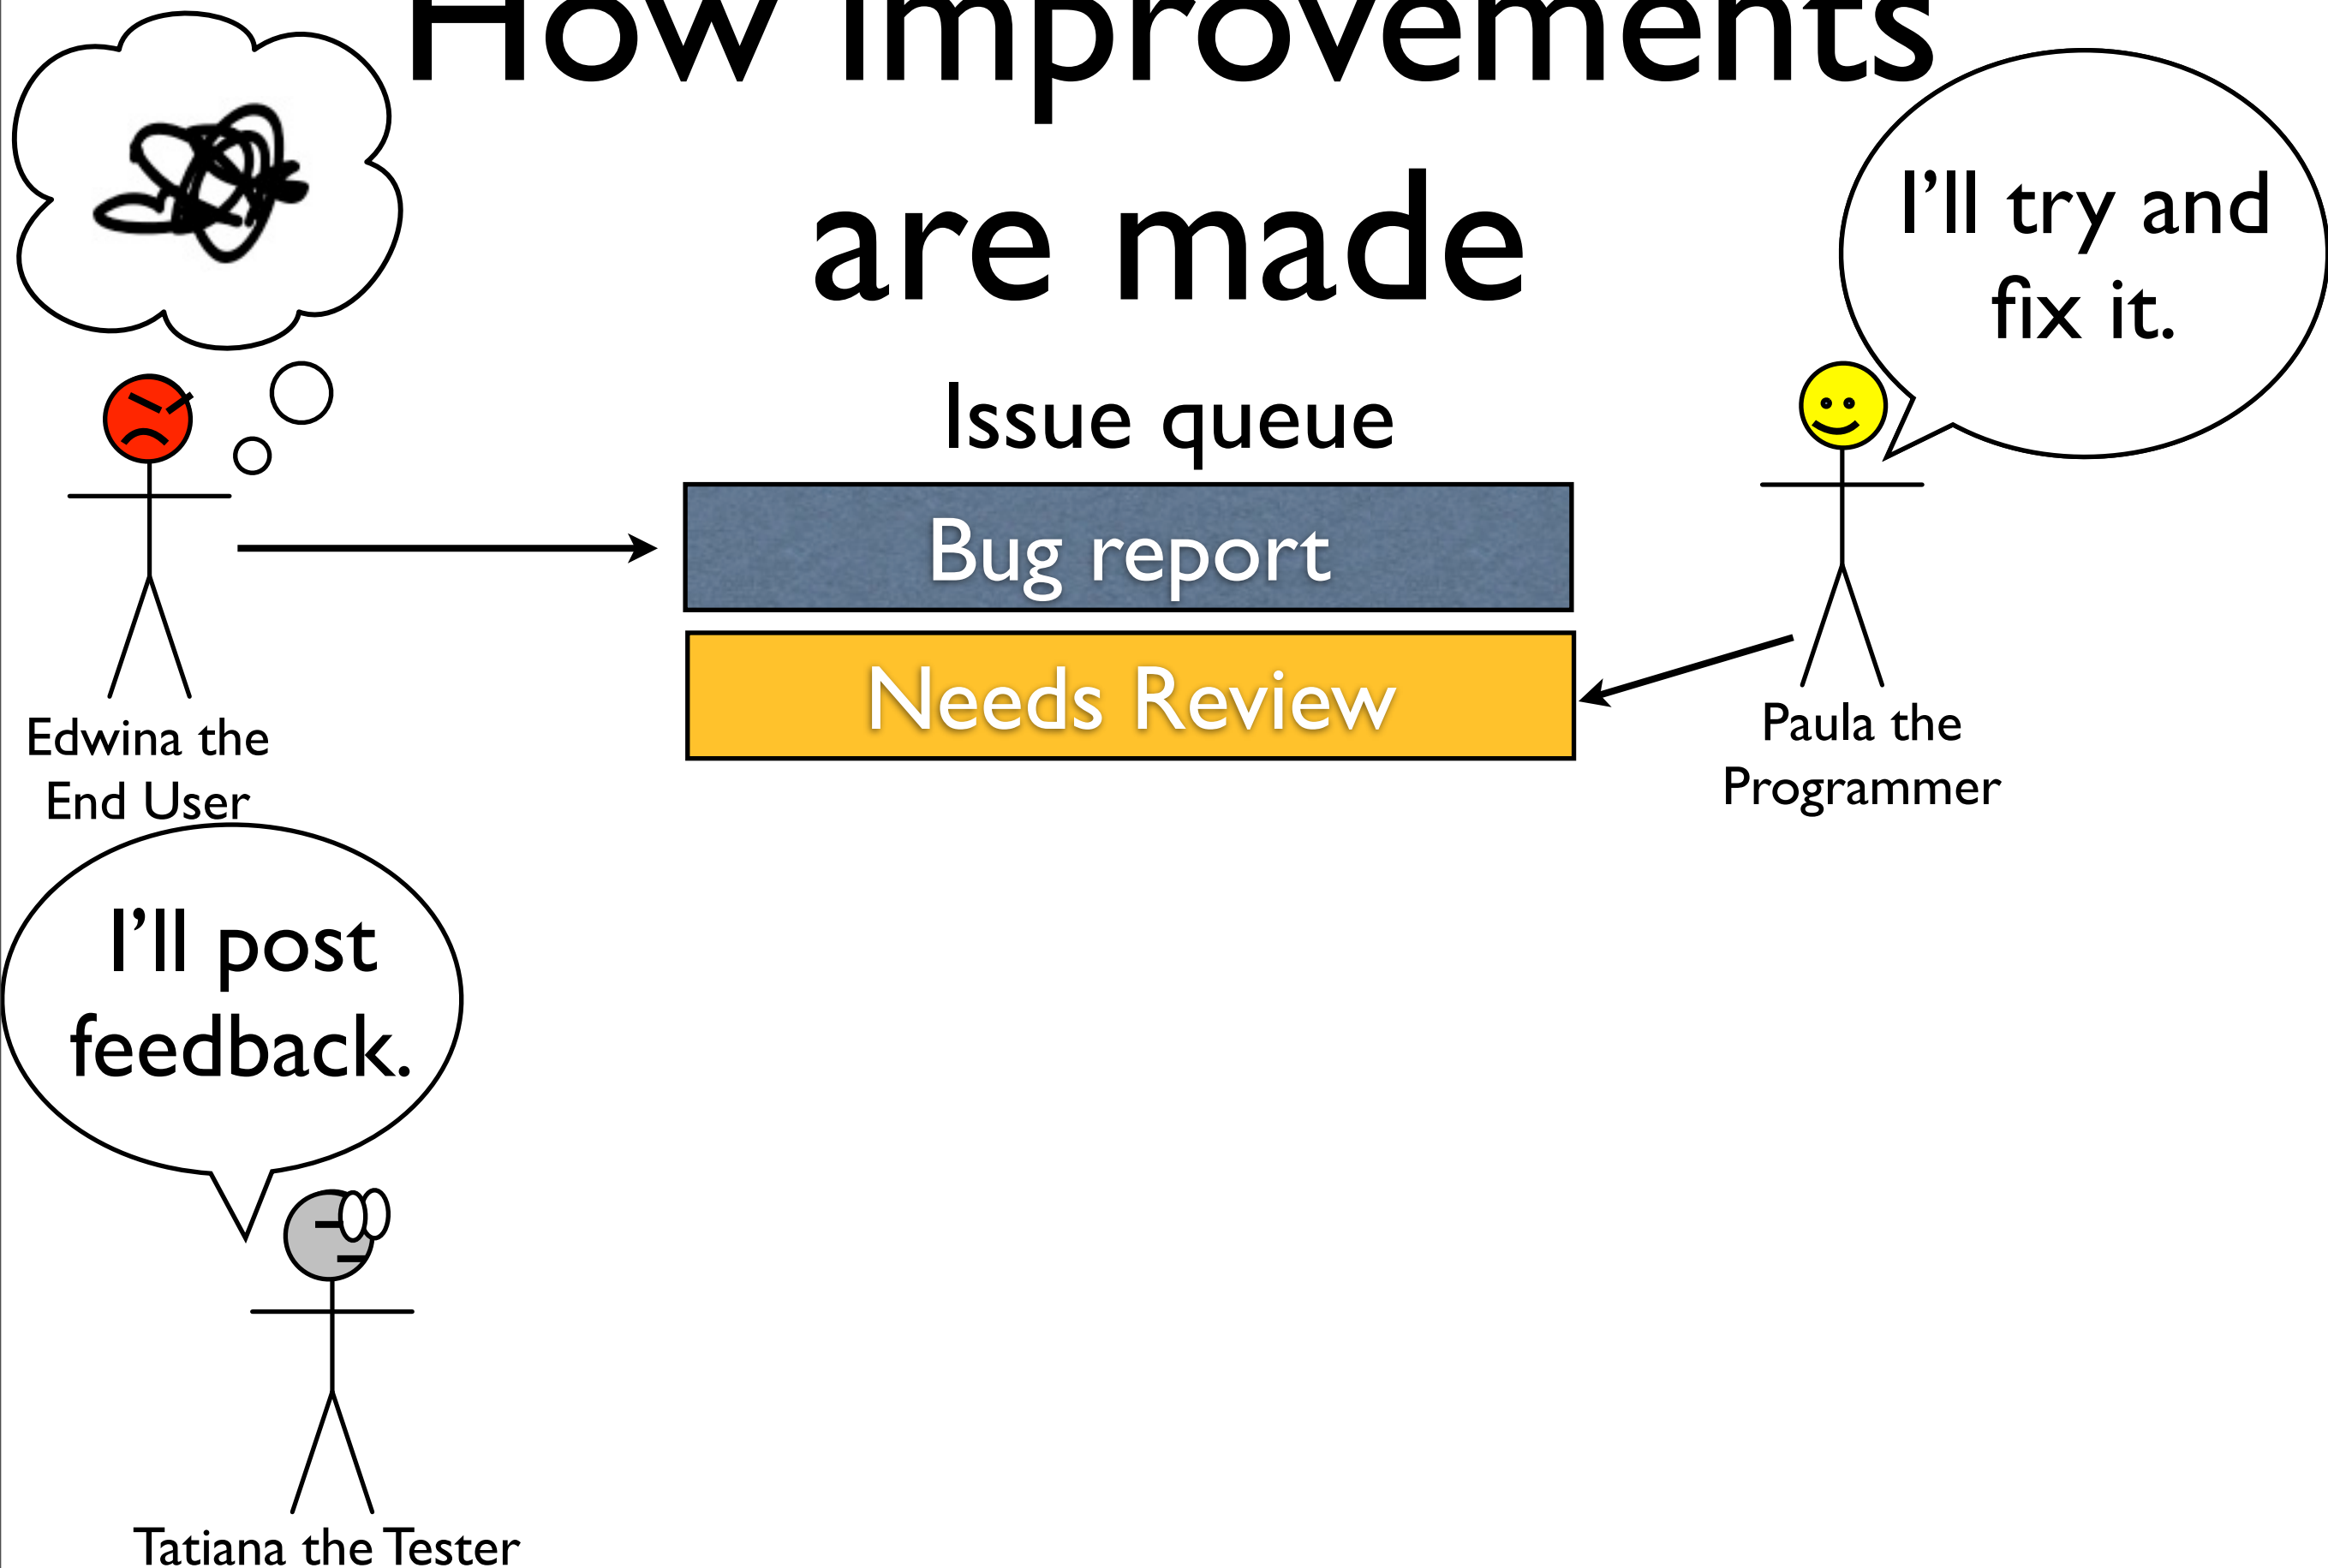 How improvements
are made
I'll try and
fix it.
Issue queue
Bug report
Needs Review
Edwina the
End User
Paula the
Programmer
I'll post
feedback.
Tatiana the Tester